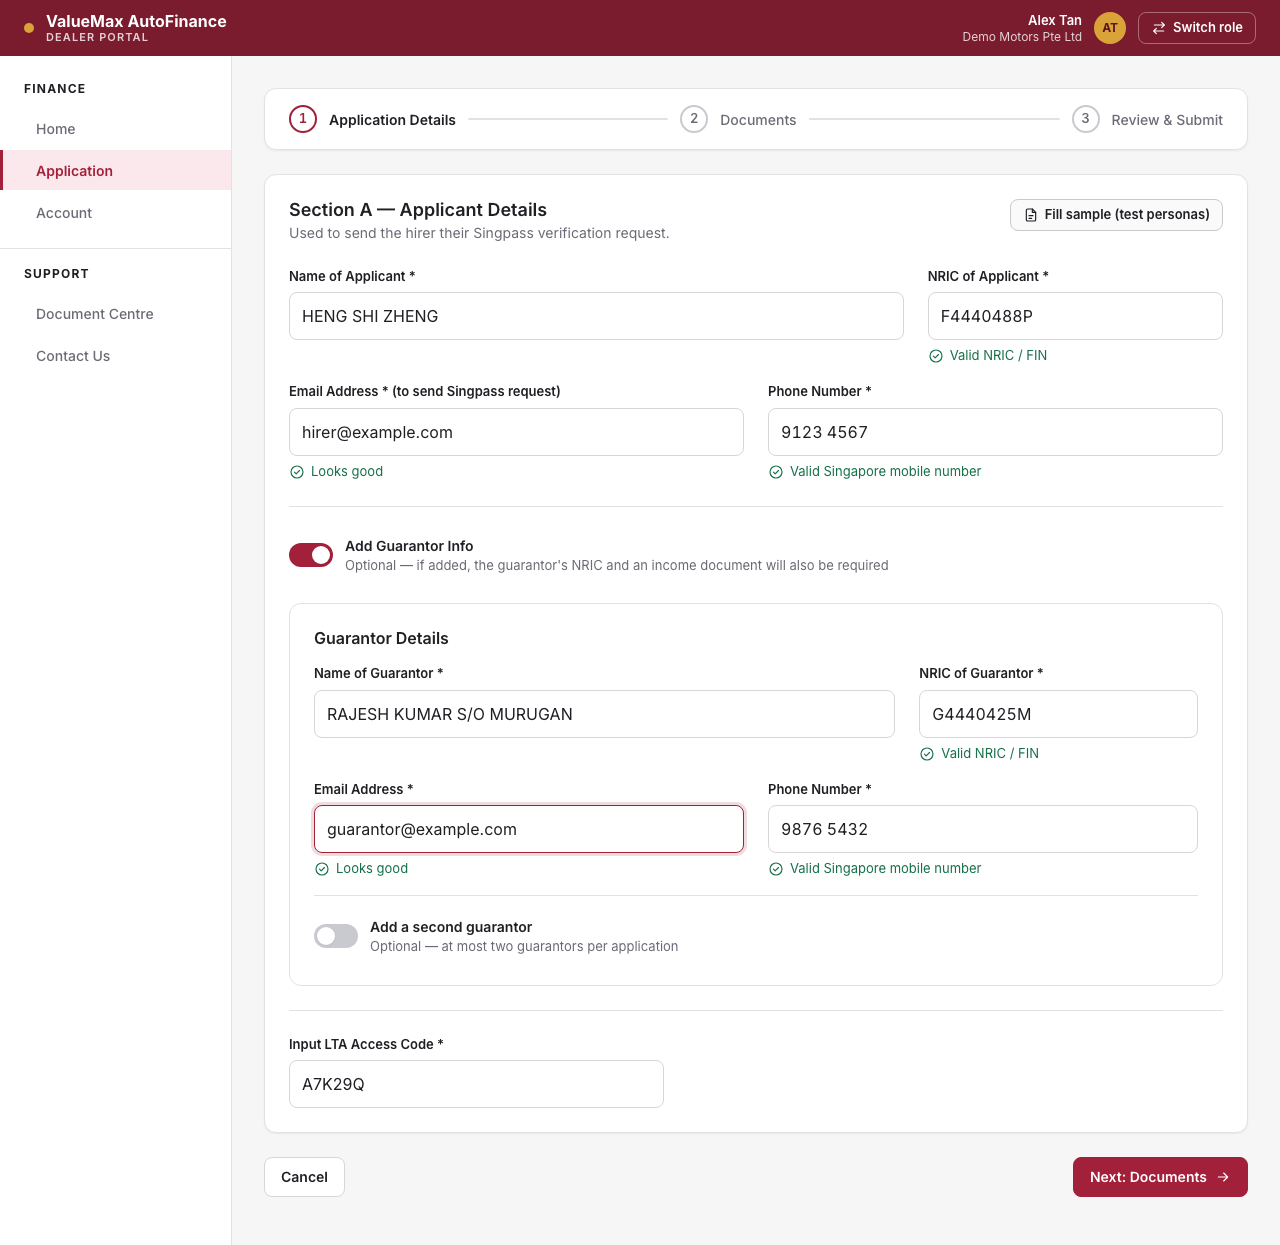 ValueMax AutoFinance
DEALER PORTAL
Alex Tan
Demo Motors Pte Ltd
AT
Switch role
FINANCE
Home
Application
Account
SUPPORT
Document Centre
Contact Us
1 Application Details
2 Documents
3 Review & Submit
Section A — Applicant Details
Used to send the hirer their Singpass verification request.
Fill sample (test personas)
Name of Applicant *
HENG SHI ZHENG
NRIC of Applicant *
F4440488P
Valid NRIC / FIN
Email Address * (to send Singpass request)
hirer@example.com
Looks good
Phone Number *
9123 4567
Valid Singapore mobile number
Add Guarantor Info
Optional — if added, the guarantor's NRIC and an income document will also be required
Guarantor Details
Name of Guarantor *
RAJESH KUMAR S/O MURUGAN
NRIC of Guarantor *
G4440425M
Valid NRIC / FIN
Email Address *
guarantor@example.com
Looks good
Phone Number *
9876 5432
Valid Singapore mobile number
Add a second guarantor
Optional — at most two guarantors per application
Input LTA Access Code *
A7K29Q
Cancel
Next: Documents →